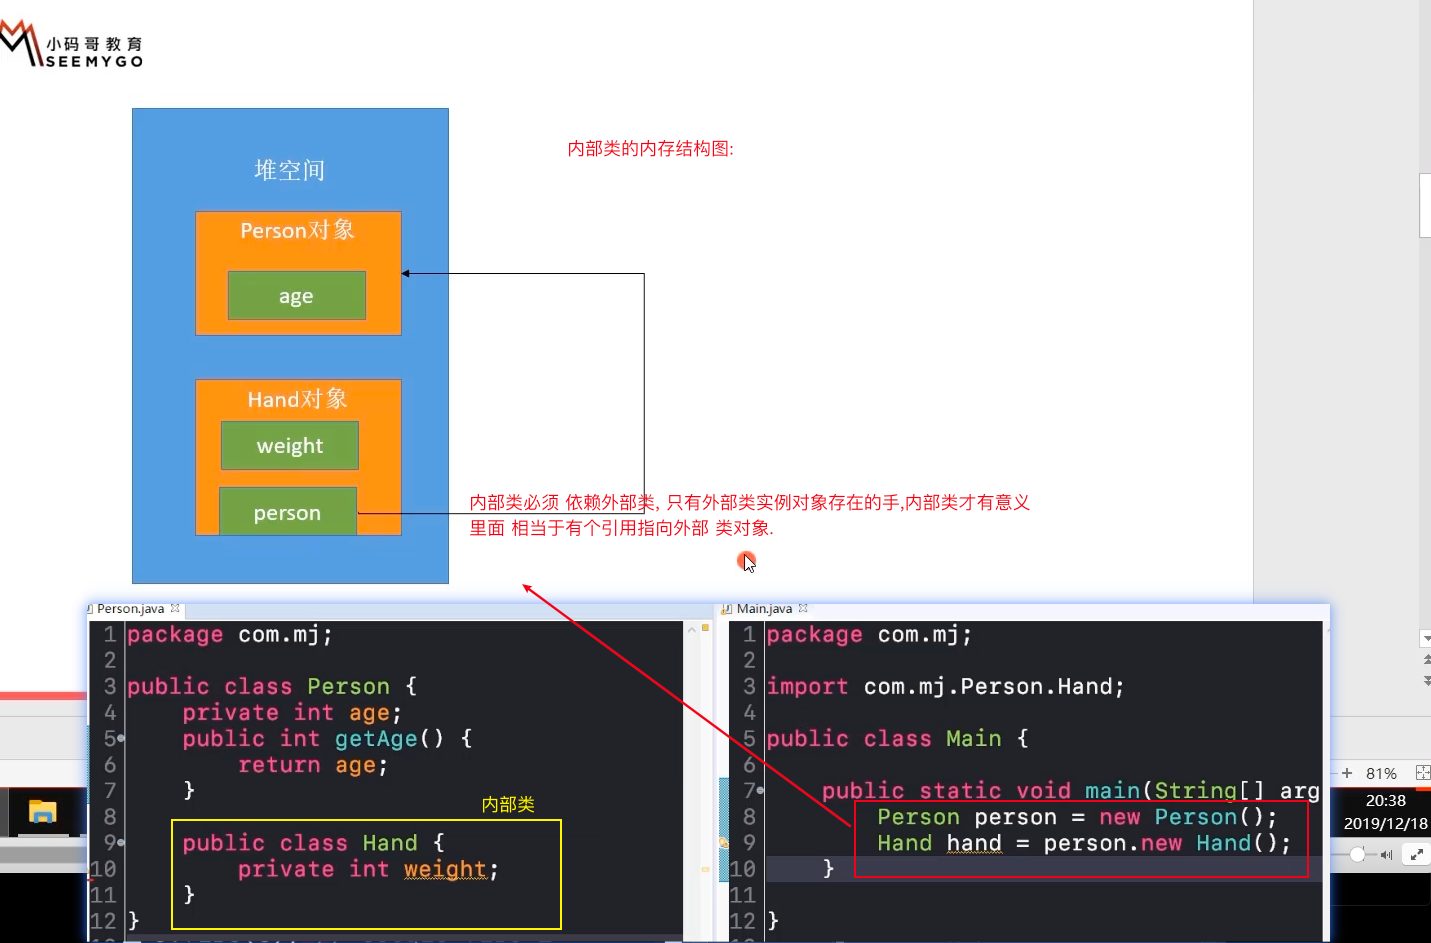 小码哥教育
SEEMYGO
内部类的内存结构图:
堆空间
Person对象
age
Hand对象
weight
person
内部类必须 依赖外部类, 只有外部类实例对象存在的手,内部类才有意义
里面 相当于有个引用指向外部 类对象.
Person.java
1 package com.mj;
2
3 public class Person {
4 private int age;
5 public int getAge() {
6 return age;
7 }
8
内部类
9 public class Hand {
10 private int weight;
11 }
12 }
Main.java
1 package com.mj;
2
3 import com.mj.Person.Hand;
4
5 public class Main {
6
7 public static void main(String[] arg
8 Person person = new Person();
9 Hand hand = person.new Hand();
10 }
11
12 }
81%
20:38
2019/12/18